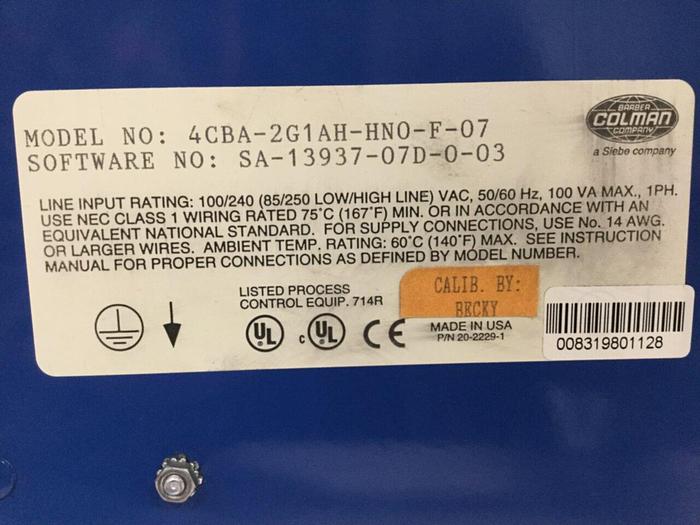 BARBER
COLMAN
COMPANY
a Siebe company
MODEL NO: 4CBA-2G1AH-HN0-F-07
SOFTWARE NO: SA-13937-07D-0-03
LINE INPUT RATING: 100/240 (85/250 LOW/HIGH LINE) VAC, 50/60 Hz, 100 VA MAX., 1PH.
USE NEC CLASS 1 WIRING RATED 75°C (167°F) MIN. OR IN ACCORDANCE WITH AN
EQUIVALENT NATIONAL STANDARD. FOR SUPPLY CONNECTIONS, USE No. 14 AWG.
OR LARGER WIRES. AMBIENT TEMP. RATING: 60°C (140°F) MAX. SEE INSTRUCTION
MANUAL FOR PROPER CONNECTIONS AS DEFINED BY MODEL NUMBER.
LISTED PROCESS
CONTROL EQUIP. 714R
CALIB. BY:
BECKY
UL
c UL
CE
MADE IN USA
P/N 20-2229-1
008319801128